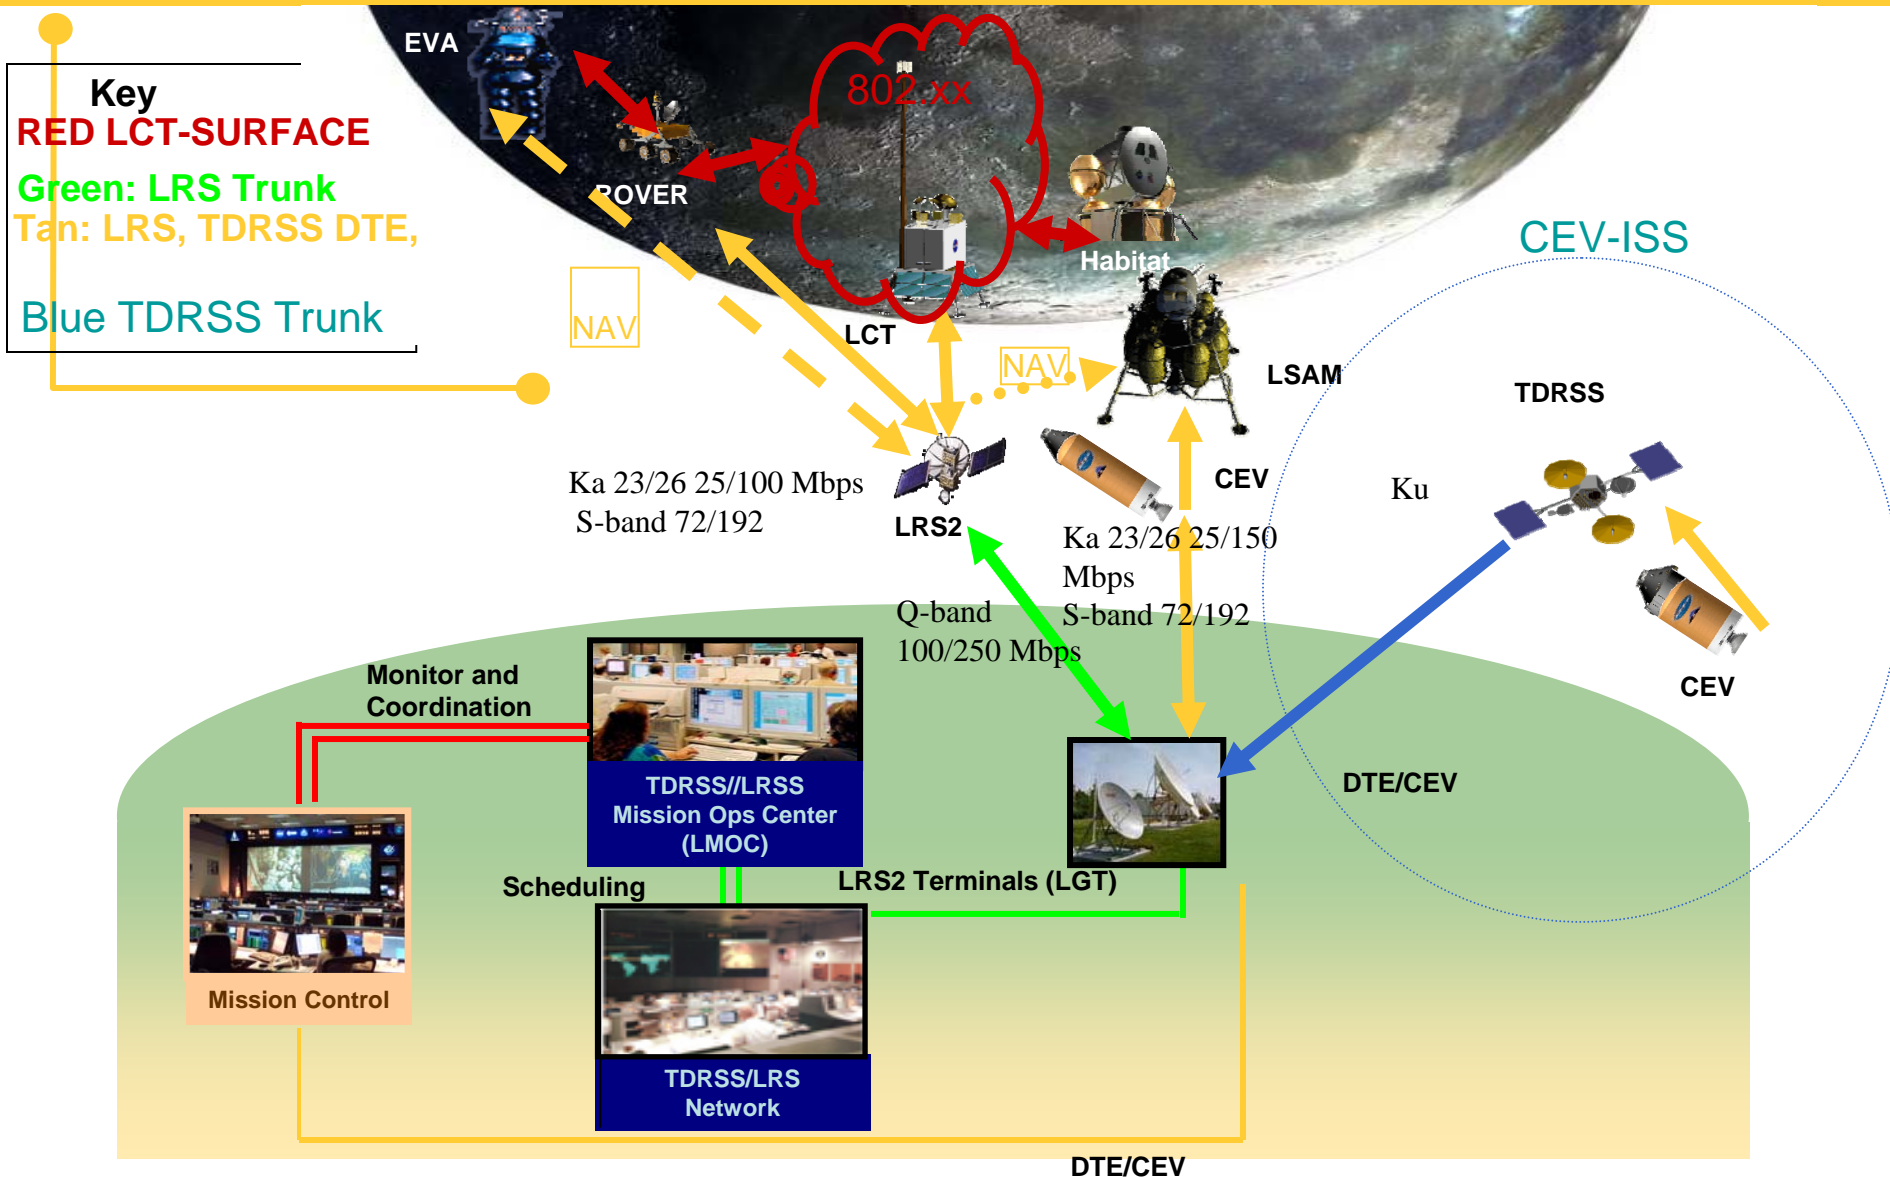 EVA
Key
RED LCT-SURFACE
Green: LRS Trunk
Tan: LRS, TDRSS DTE,
Blue TDRSS Trunk
802.xx
ROVER
Habitat
CEV-ISS
NAV
LCT
NAV
LSAM
TDRSS
Ka 23/26 25/100 Mbps
S-band 72/192
LRS2
CEV
Ku
Ka 23/26 25/150
Mbps
S-band 72/192
Q-band
100/250 Mbps
CEV
Monitor and
Coordination
TDRSS//LRSS
Mission Ops Center
(LMOC)
DTE/CEV
Scheduling
LRS2 Terminals (LGT)
Mission Control
TDRSS/LRS
Network
DTE/CEV